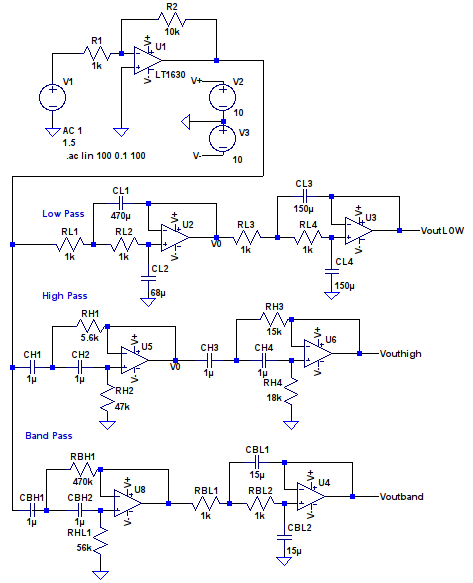 R2
10k
R1
1k
V+
U1
V-
LT1630
V1
AC 1
1.5
.ac lin 100 0.1 100
V+
V2
10
V3
V-
10
Low Pass
CL1
470µ
RL1
1k
RL2
1k
V+
U2
V-
V0
CL2
68µ
RL3
1k
CL3
150µ
RL4
1k
V+
U3
V-
VoutLOW
CL4
150µ
High Pass
RH1
5.6k
CH1
1µ
CH2
1µ
V+
U5
V-
V0
RH2
47k
CH3
1µ
RH3
15k
CH4
1µ
V+
U6
V-
Vouthigh
RH4
18k
Band Pass
RBH1
470k
CBH1
1µ
CBH2
1µ
V+
U8
V-
RHL1
56k
RBL1
1k
CBL1
15µ
RBL2
1k
V+
U4
V-
Voutband
CBL2
15µ